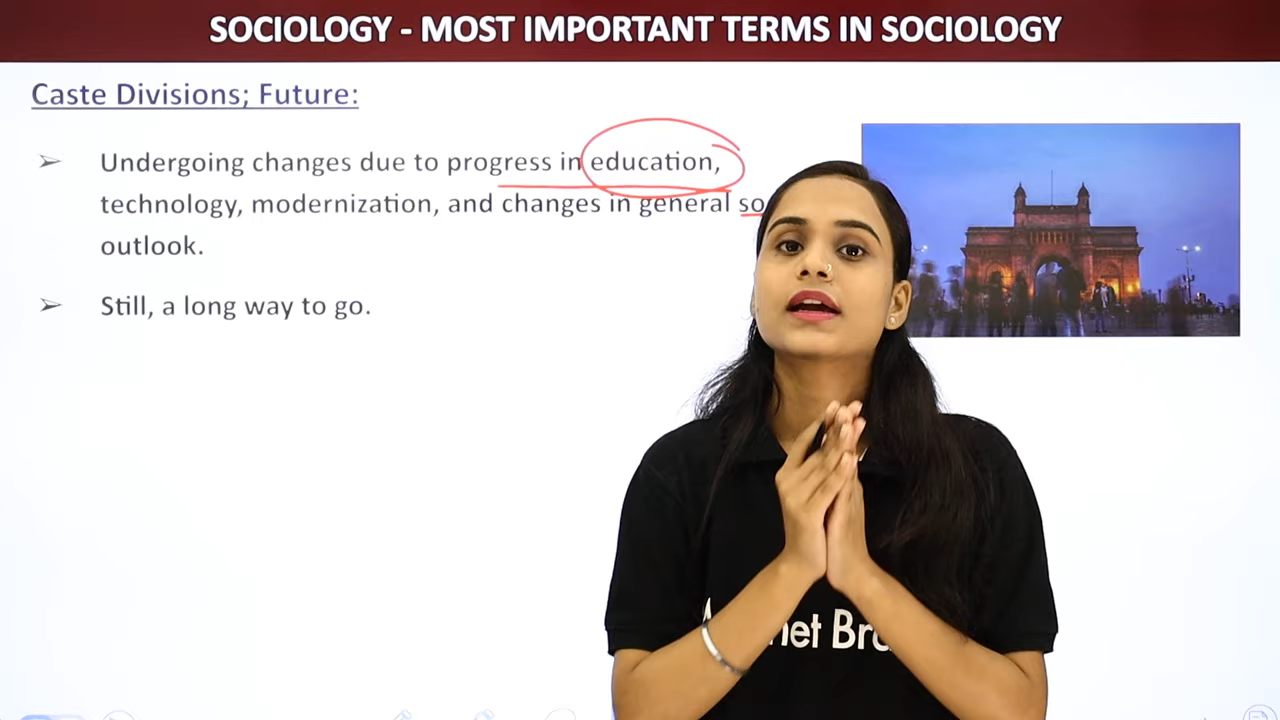 SOCIOLOGY - MOST IMPORTANT TERMS IN SOCIOLOGY
Caste Divisions; Future:
➢ Undergoing changes due to progress in education,
technology, modernization, and changes in general
outlook.
➢ Still, a long way to go.